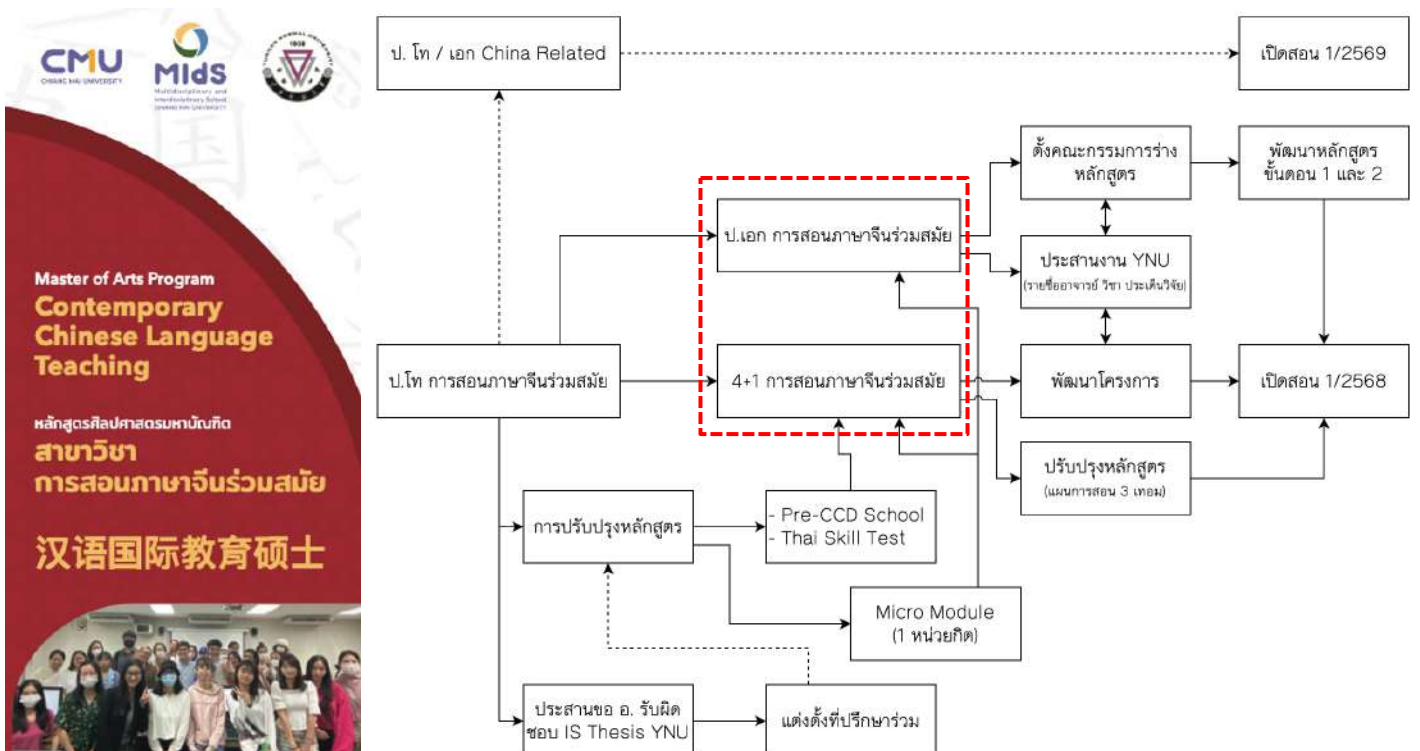 CMU
CHIANG MAI UNIVERSITY
MIdS
Multidisciplinary and
Interdisciplinary School
CHIANG MAI UNIVERSITY
1938
Master of Arts Program
Contemporary
Chinese Language
Teaching
หลักสูตรศิลปศาสตรมหาบัณฑิต
สาขาวิชา
การสอนภาษาจีนร่วมสมัย
汉语国际教育硕士
ป. โท / เอก China Related
เปิดสอน 1/2569
ตั้งคณะกรรมการร่าง
หลักสูตร
พัฒนาหลักสูตร
ขั้นตอน 1 และ 2
ป.เอก การสอนภาษาจีนร่วมสมัย
ประสานงาน YNU
(รายชื่ออาจารย์ วิชา ประเด็นวิจัย)
ป.โท การสอนภาษาจีนร่วมสมัย
4+1 การสอนภาษาจีนร่วมสมัย
พัฒนาโครงการ
เปิดสอน 1/2568
ปรับปรุงหลักสูตร
(แผนการสอน 3 เทอม)
การปรับปรุงหลักสูตร
- Pre-CCD School
- Thai Skill Test
Micro Module
(1 หน่วยกิต)
ประสานขอ อ. รับผิด
ชอบ IS Thesis YNU
แต่งตั้งที่ปรึกษาร่วม